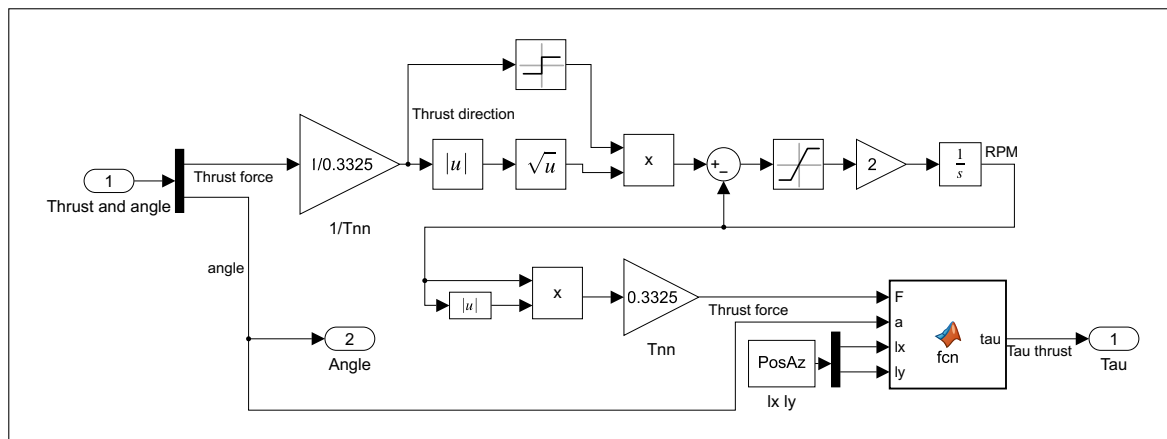 Thrust direction
|u|
√u
x
+
−
2
1
s
RPM
1
Thrust and angle
Thrust force
1/0.3325
1/Tnn
angle
2
Angle
|u|
x
0.3325
Tnn
Thrust force
PosAz
lx ly
F
a
lx
ly
fcn
tau
Tau thrust
1
Tau